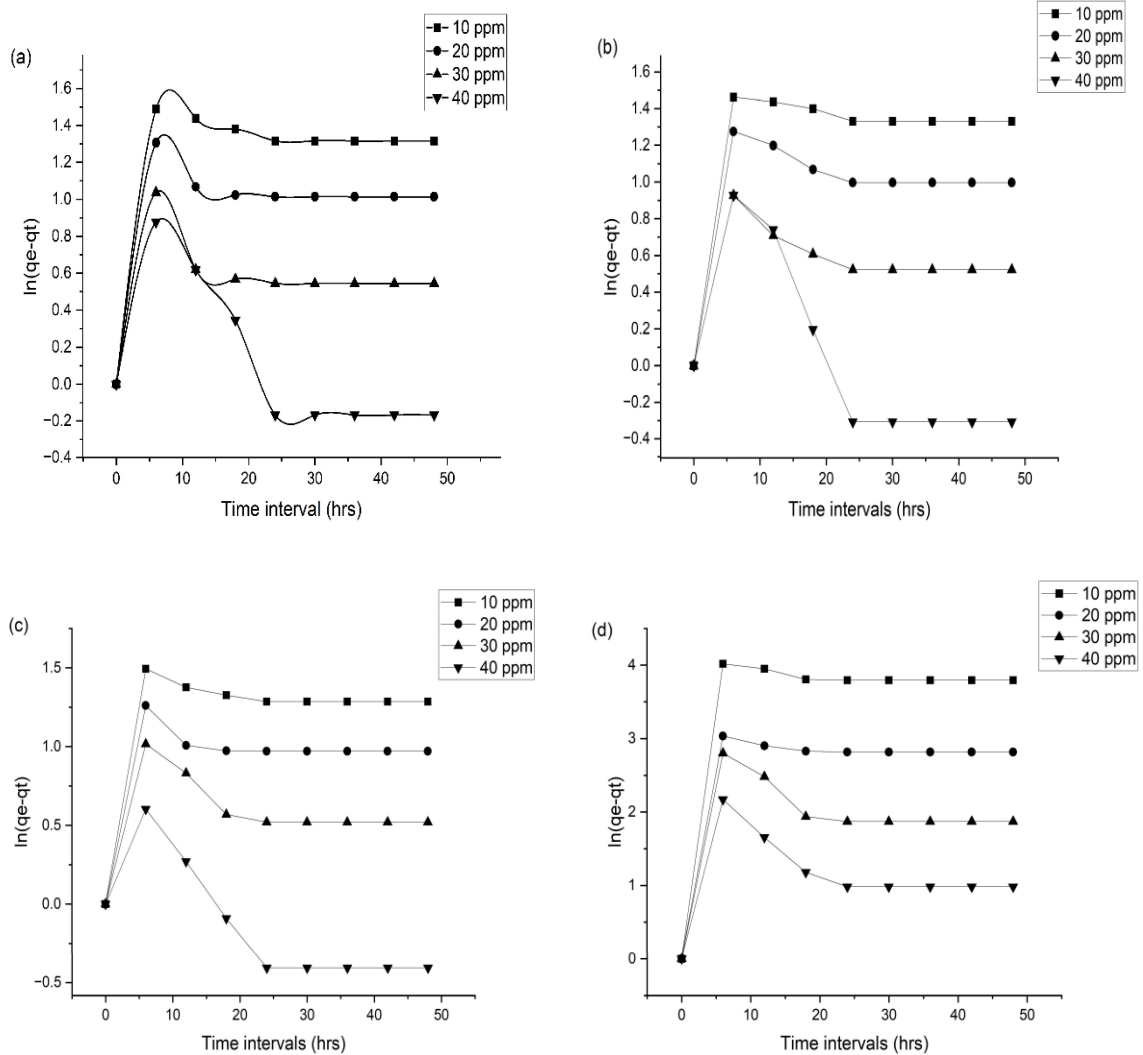 (a)
10 ppm
20 ppm
30 ppm
40 ppm
1.6
1.4
1.2
1.0
0.8
0.6
0.4
0.2
0.0
−0.2
−0.4
ln(qe-qt)
0 10 20 30 40 50
Time interval (hrs)
(b)
10 ppm
20 ppm
30 ppm
40 ppm
1.6
1.4
1.2
1.0
0.8
0.6
0.4
0.2
0.0
−0.2
−0.4
ln(qe-qt)
0 10 20 30 40 50
Time intervals (hrs)
(c)
10 ppm
20 ppm
30 ppm
40 ppm
1.5
1.0
0.5
0.0
−0.5
ln(qe-qt)
0 10 20 30 40 50
Time intervals (hrs)
(d)
10 ppm
20 ppm
30 ppm
40 ppm
4
3
2
1
0
ln(qe-qt)
0 10 20 30 40 50
Time intervals (hrs)